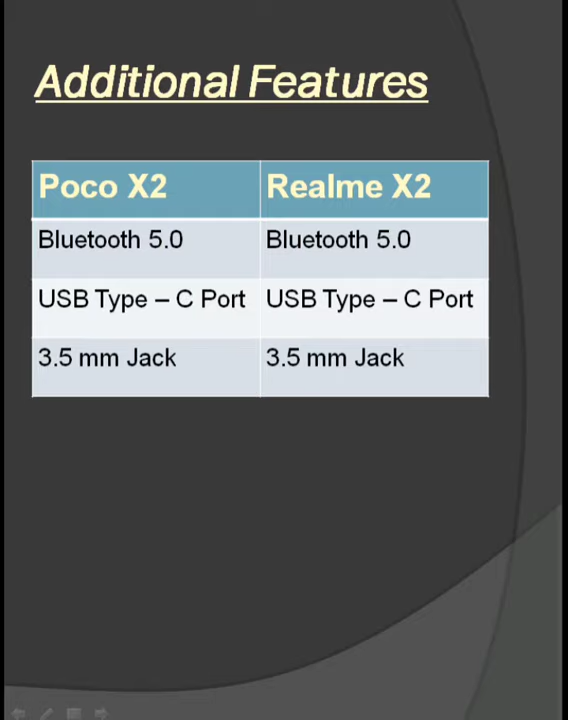 Additional Features
Poco X2 Realme X2
Bluetooth 5.0 Bluetooth 5.0
USB Type – C Port USB Type – C Port
3.5 mm Jack 3.5 mm Jack